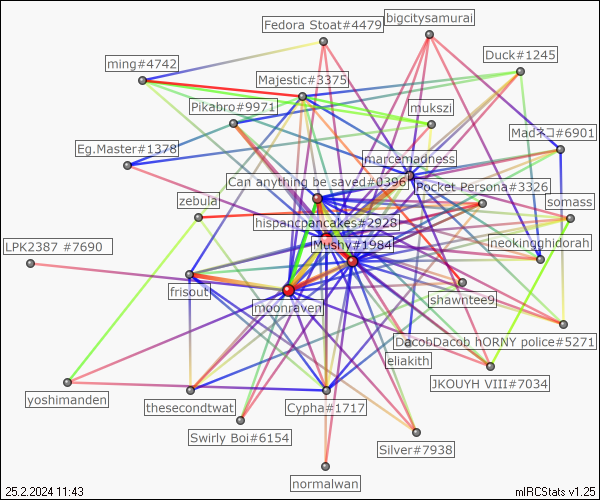 bigcitysamurai
Fedora Stoat#4479
Duck#1245
ming#4742
Majestic#3375
Pikabro#9971
mukszi
Madネコ#6901
Eg.Master#1378
marcemadness
Can anything be saved#0396
Pocket Persona#3326
zebula
somass
hispancpancakes#2928
LPK2387 #7690
Mushy#1984
neokingghidorah
frisout
shawntee9
moonraven
DacobDacob hORNY police#5271
eliakith
JKOUYH VIII#7034
yoshimanden
thesecondtwat
Cypha#1717
Swirly Boi#6154
Silver#7938
normalwan
25.2.2024 11:43
mIRCStats v1.25